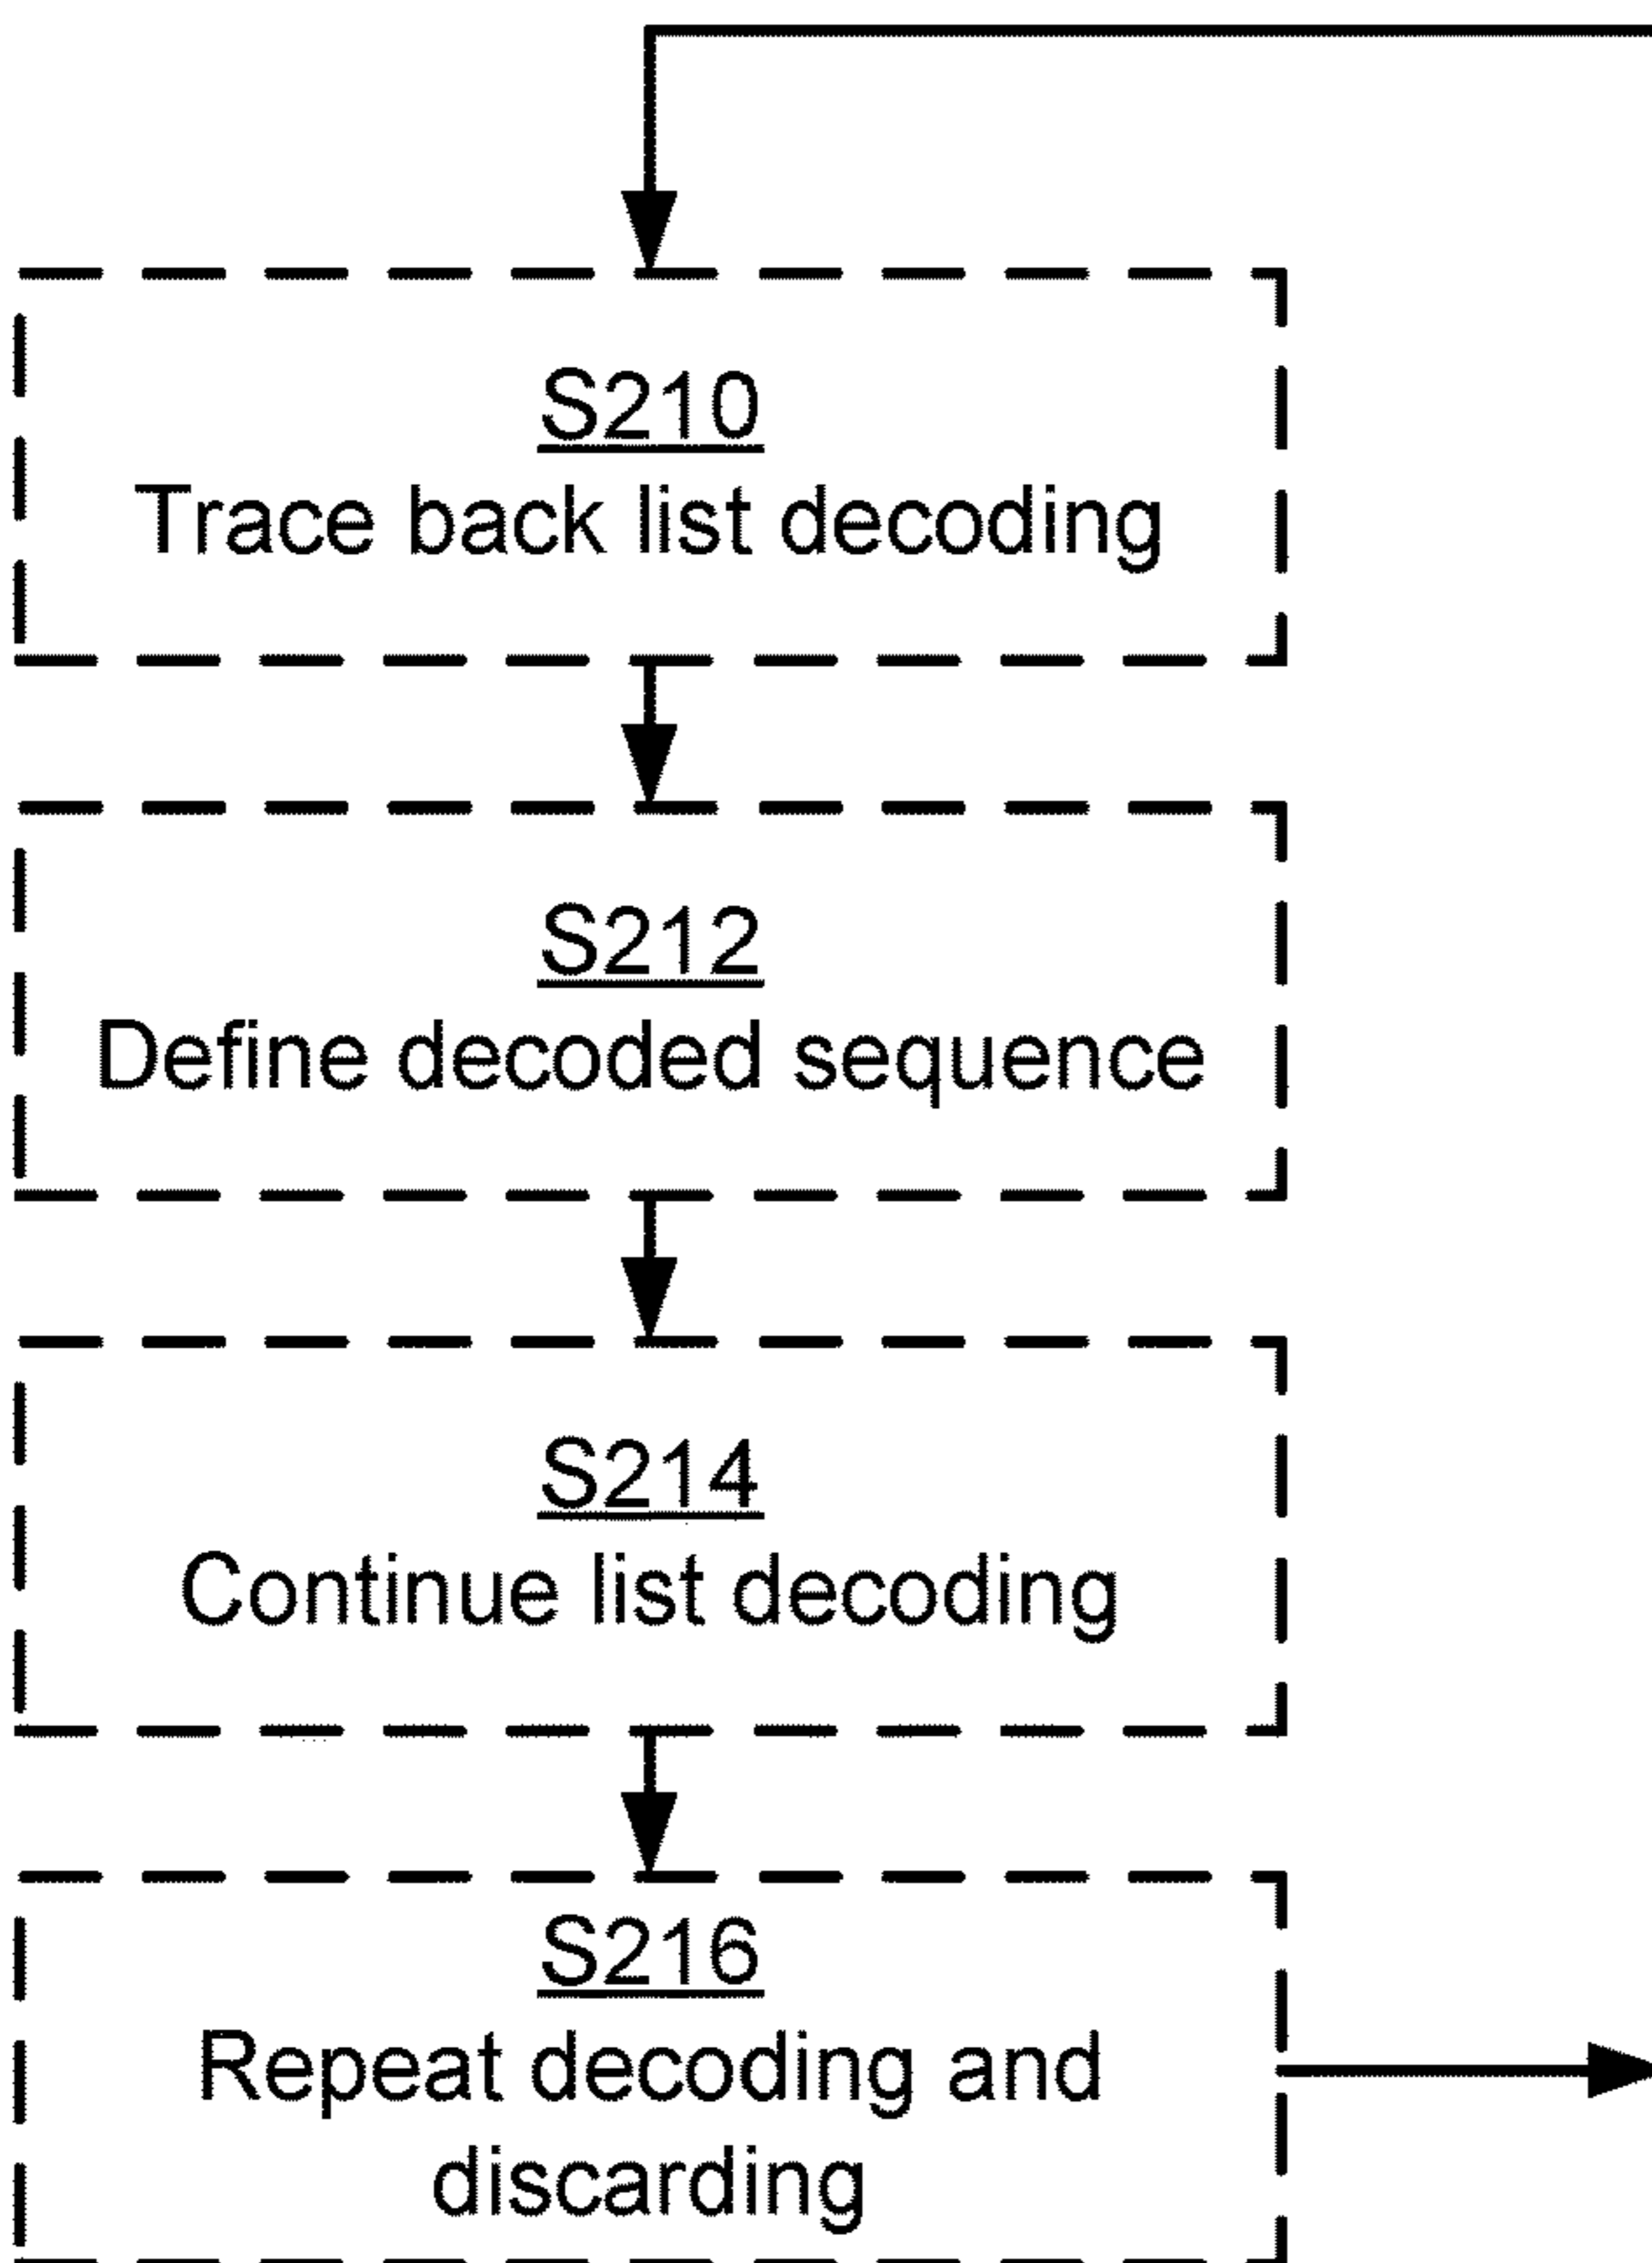 S210
Trace back list decoding
S212
Define decoded sequence
S214
Continue list decoding
S216
Repeat decoding and
discarding